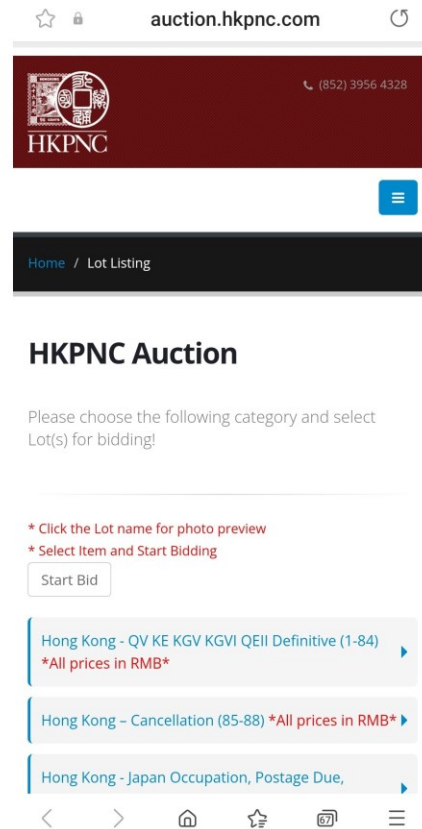 auction.hkpnc.com
HKPNC
(852) 3956 4328
Home / Lot Listing
HKPNC Auction
Please choose the following category and select
Lot(s) for bidding!
* Click the Lot name for photo preview
* Select Item and Start Bidding
Start Bid
Hong Kong - QV KE KGV KGVI QEII Definitive (1-84)
*All prices in RMB*
Hong Kong – Cancellation (85-88) *All prices in RMB*
Hong Kong - Japan Occupation, Postage Due,
67